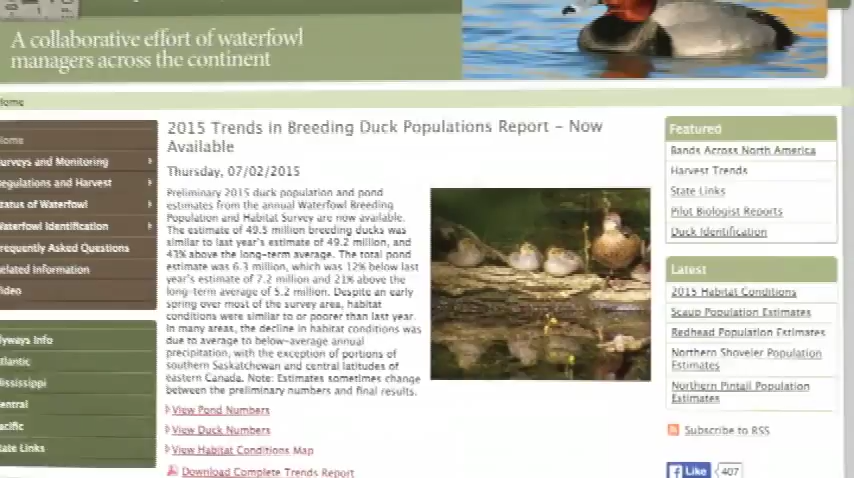 A collaborative effort of waterfowl
managers across the continent
Home
Home
Surveys and Monitoring
Regulations and Harvest
Status of Waterfowl
Waterfowl Identification
Frequently Asked Questions
Related Information
Video
Flyways Info
Atlantic
Mississippi
Central
Pacific
State Links
2015 Trends in Breeding Duck Populations Report - Now
Available
Thursday, 07/02/2015
Preliminary 2015 duck population and pond
estimates from the annual Waterfowl Breeding
Population and Habitat Survey are now available.
The estimate of 49.5 million breeding ducks was
similar to last year's estimate of 49.2 million, and
43% above the long-term average. The total pond
estimate was 6.3 million, which was 12% below last
year's estimate of 7.2 million and 21% above the
long-term average of 5.2 million. Despite an early
spring over most of the survey area, habitat
conditions were similar to or poorer than last year.
In many areas, the decline in habitat conditions was
due to average to below-average annual
precipitation, with the exception of portions of
southern Saskatchewan and central latitudes of
eastern Canada. Note: Estimates sometimes change
between the preliminary numbers and final results.
View Pond Numbers
View Duck Numbers
View Habitat Conditions Map
Download Complete Trends Report
Featured
Bands Across North America
Harvest Trends
State Links
Pilot Biologist Reports
Duck Identification
Latest
2015 Habitat Conditions
Scaup Population Estimates
Redhead Population Estimates
Northern Shoveler Population
Estimates
Northern Pintail Population
Estimates
Subscribe to RSS
Like 407